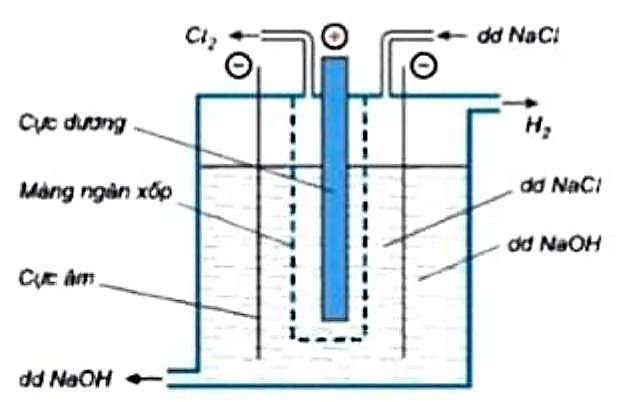 Cl2
+
dd NaCl
−
−
H2
Cực dương
Màng ngăn xốp
dd NaCl
dd NaOH
Cực âm
dd NaOH